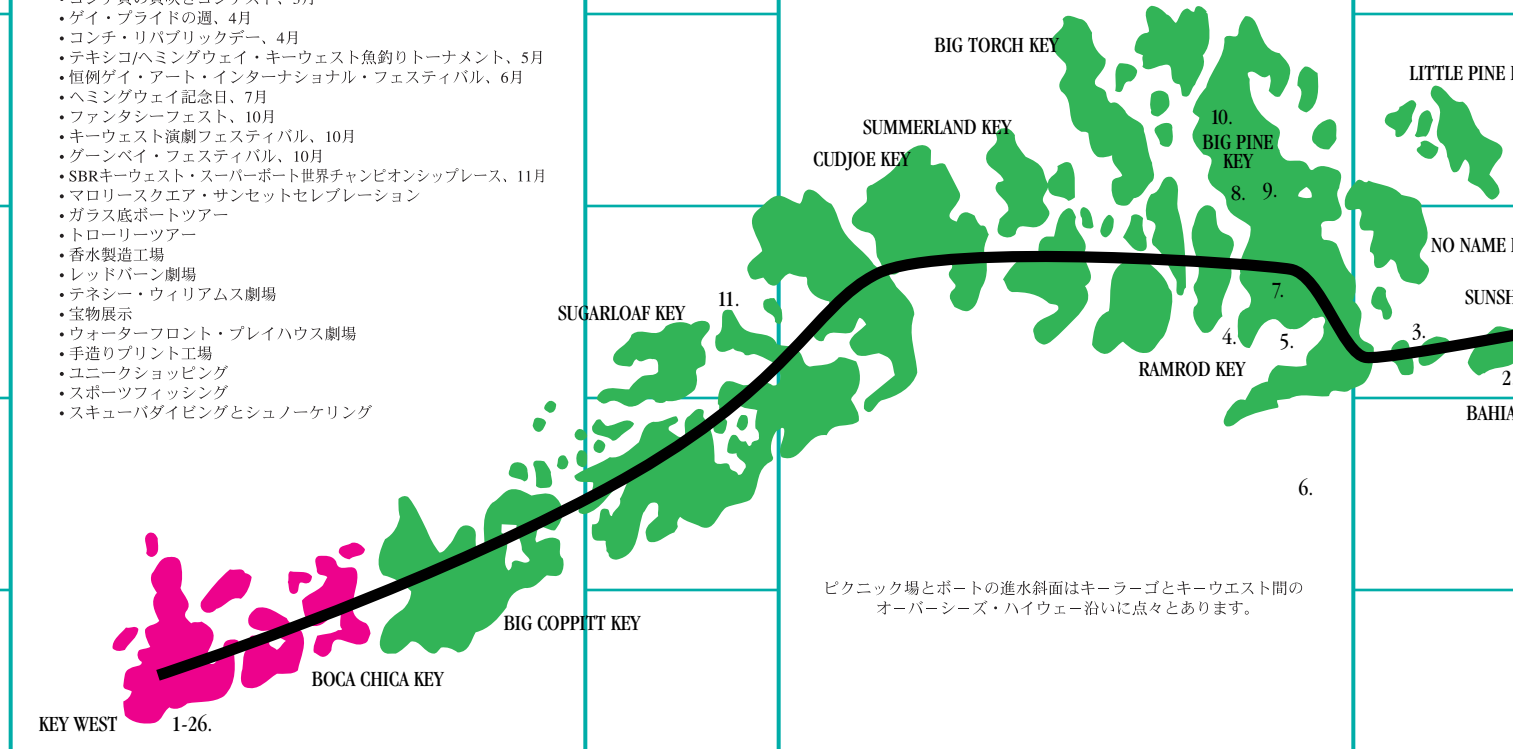 ・ゲイ・プライドの週、4月
・コンチ・リパブリックデー、4月
・テキシコ/ヘミングウェイ・キーウェスト魚釣りトーナメント、5月
・恒例ゲイ・アート・インターナショナル・フェスティバル、6月
・ヘミングウェイ記念日、7月
・ファンタシーフェスト、10月
・キーウェスト演劇フェスティバル、10月
・グーンベイ・フェスティバル、10月
・SBRキーウェスト・スーパーボート世界チャンピオンシップレース、11月
・マロリースクエア・サンセットセレブレーション
・ガラス底ボートツアー
・トローリーツアー
・香水製造工場
・レッドバーン劇場
・テネシー・ウィリアムス劇場
・宝物展示
・ウォーターフロント・プレイハウス劇場
・手造りプリント工場
・ユニークショッピング
・スポーツフィッシング
・スキューバダイビングとシュノーケリング
BIG TORCH KEY
LITTLE PINE
SUMMERLAND KEY
CUDJOE KEY
10.
BIG PINE
KEY
8. 9.
NO NAME
SUGARLOAF KEY
11.
7.
SUNSH
4.
5.
3.
RAMROD KEY
2
BAHIA
6.
ピクニック場とボートの進水斜面はキーラーゴとキーウエスト間の
オーバーシーズ・ハイウェー沿いに点々とあります。
BIG COPPITT KEY
BOCA CHICA KEY
KEY WEST
1-26.